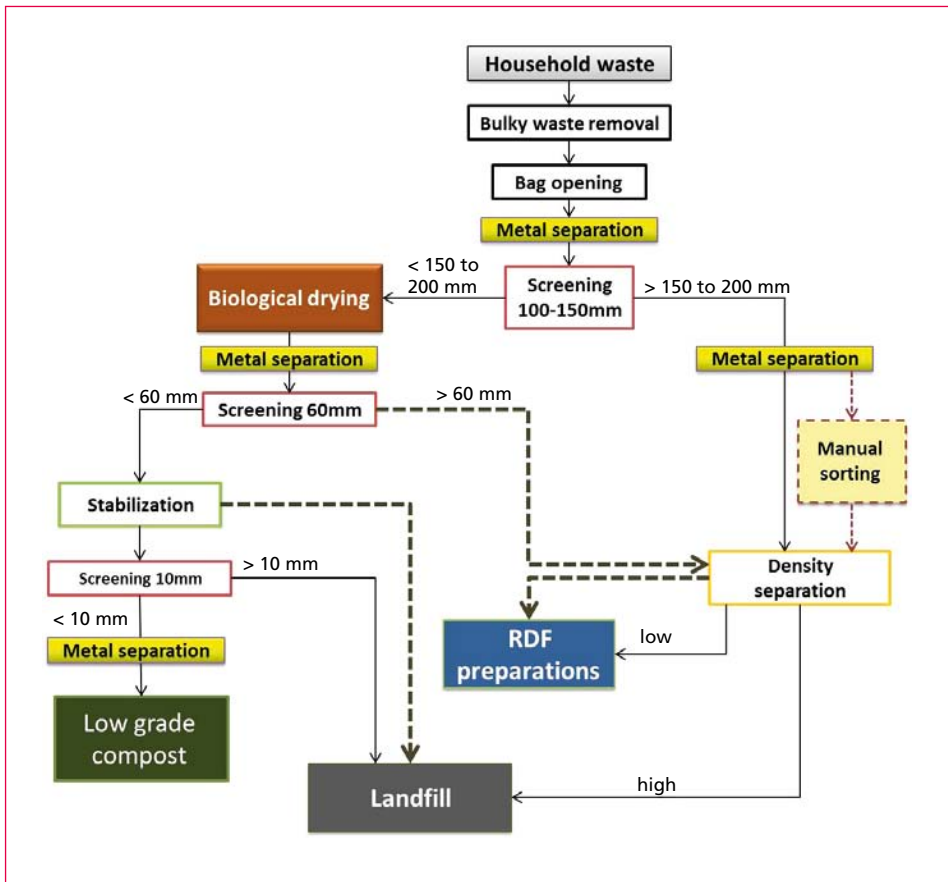 Household waste
Bulky waste removal
Bag opening
Metal separation
< 150 to
200 mm
Screening
100-150mm
> 150 to 200 mm
Biological drying
Metal separation
Metal separation
< 60 mm
Screening 60mm
> 60 mm
Manual
sorting
Stabilization
Screening 10mm
> 10 mm
Density
separation
< 10 mm
Metal separation
RDF
preparations
low
Low grade
compost
Landfill
high